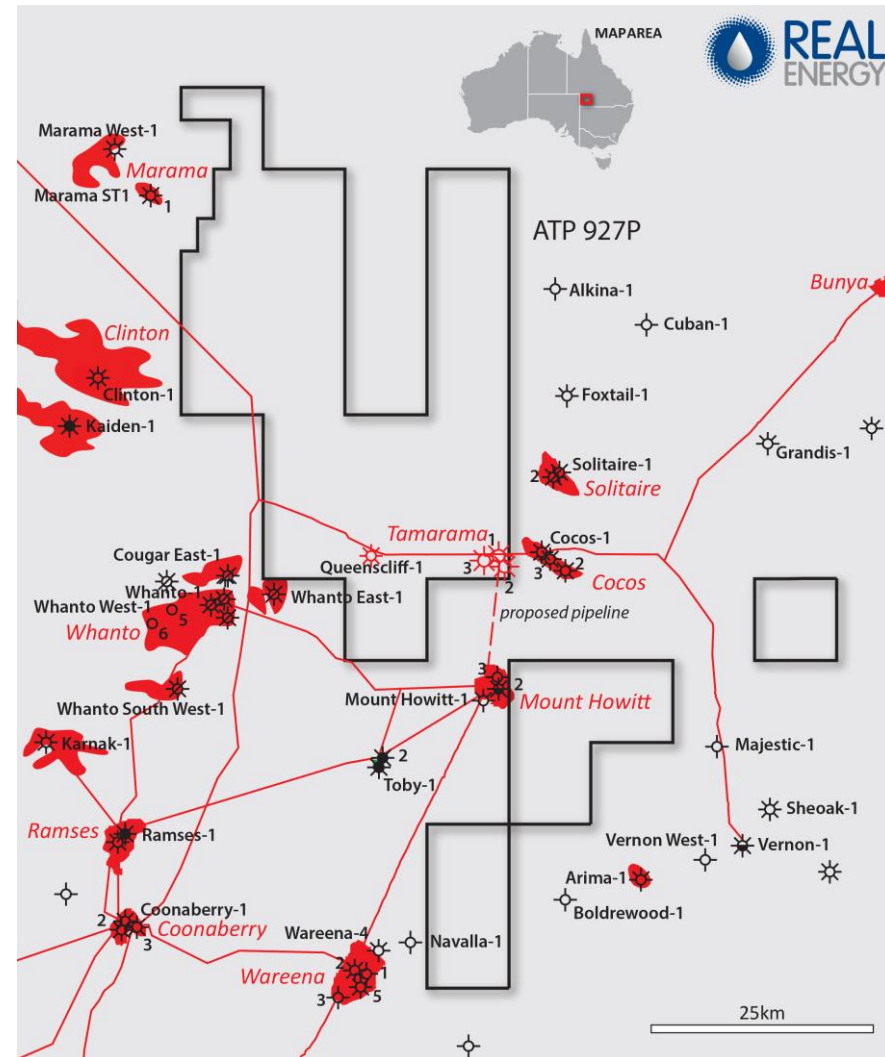 MAPAREA
REAL
ENERGY
Marama West-1
Marama
Marama ST1
1
ATP 927P
Alkina-1
Bunya
Cuban-1
Clinton
Clinton-1
Foxtail-1
Kaiden-1
Grandis-1
Solitaire-1
2
Solitaire
Tamarama
1
Cocos-1
Cougar East-1
Queenscliff-1
3
2
3
2
Cocos
Whanto-1
Whanto East-1
Whanto West-1
5
6
Whanto
proposed pipeline
3
2
Whanto South West-1
Mount Howitt-1
Mount Howitt
Karnak-1
2
Toby-1
Majestic-1
Ramses
Ramses-1
Sheoak-1
Vernon West-1
Vernon-1
Arima-1
Boldrewood-1
Coonaberry-1
2
3
Coonaberry
Wareena-4
Navalla-1
2
1
Wareena
3
5
25km